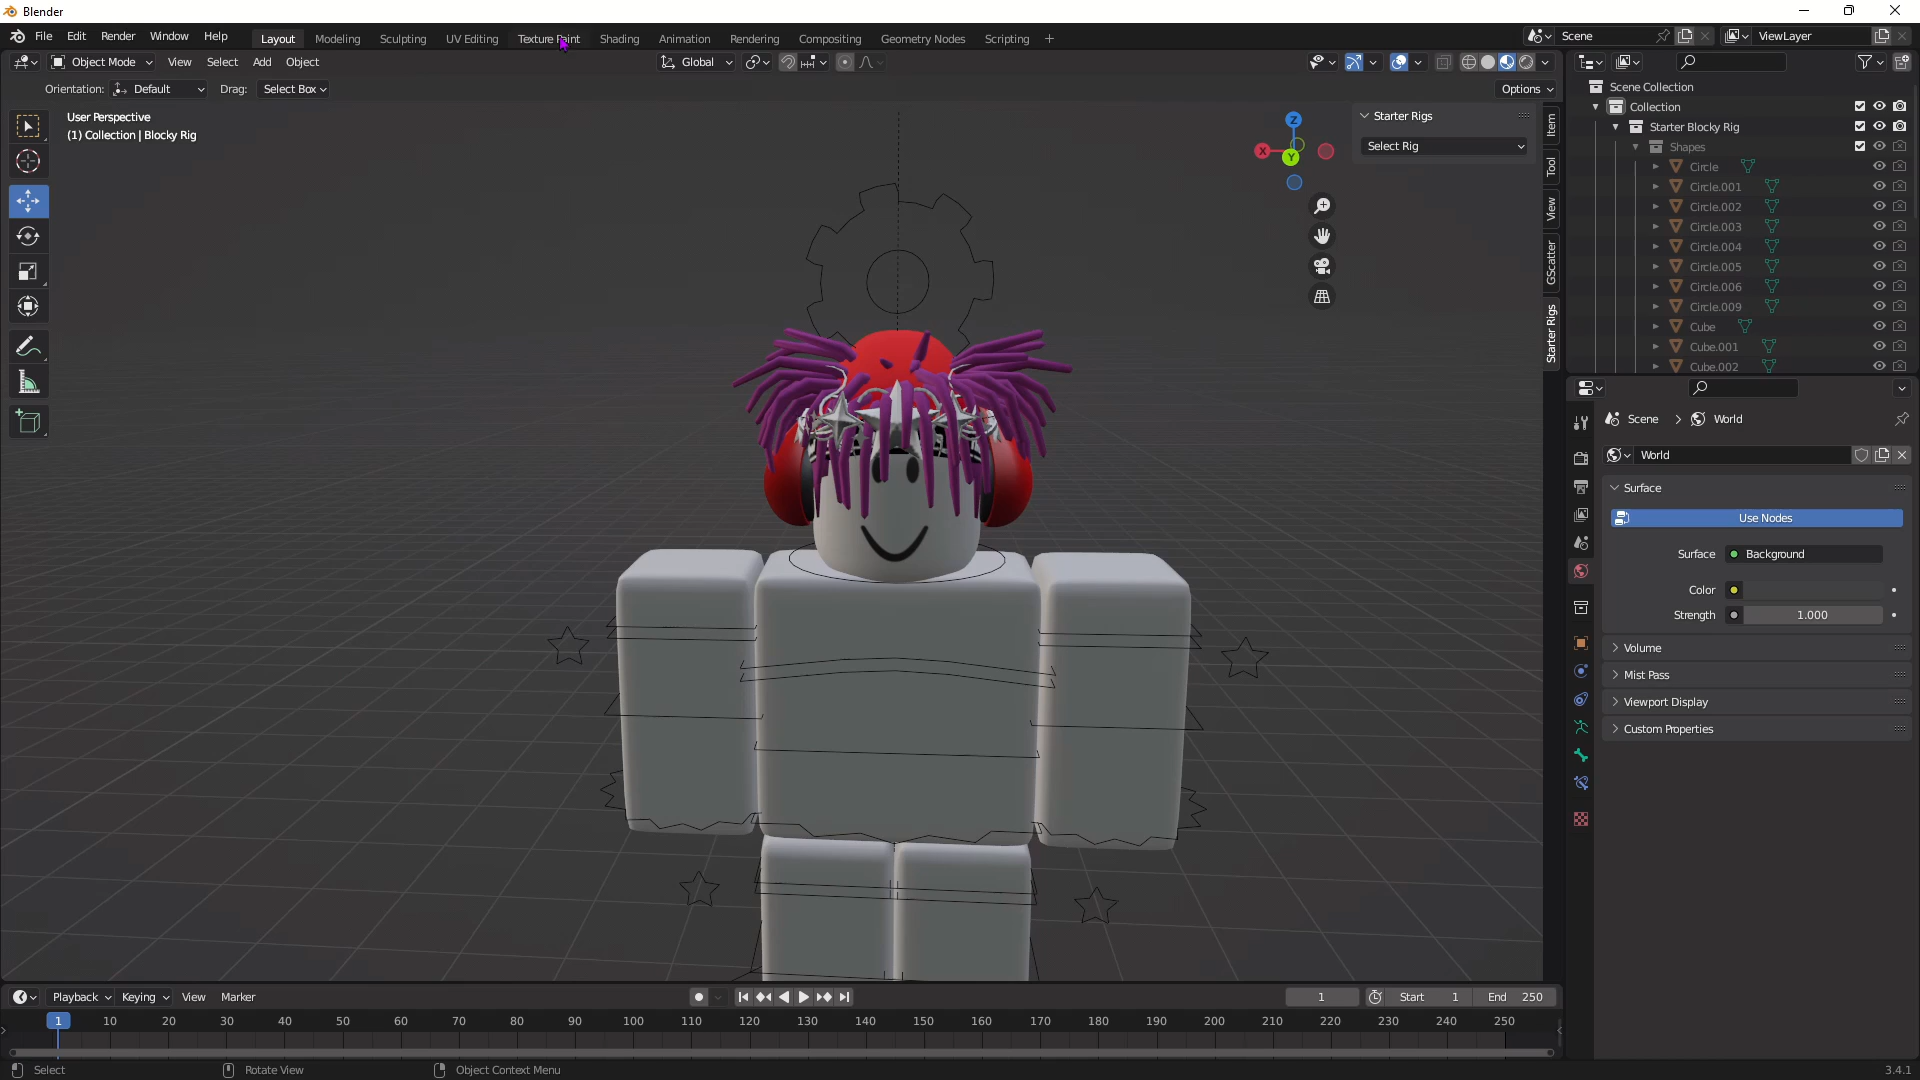 Blender
File Edit Render Window Help Layout Modeling Sculpting UV Editing Texture Paint Shading Animation Rendering Compositing Geometry Nodes Scripting + Scene ViewLayer
Object Mode View Select Add Object Global
Orientation: Default Drag: Select Box Options
User Perspective
(1) Collection | Blocky Rig
Z
X
Y
Starter Rigs
Select Rig
Item
Tool
View
GScatter
Starter Rigs
Scene Collection
Collection
Starter Blocky Rig
Shapes
Circle
Circle.001
Circle.002
Circle.003
Circle.004
Circle.005
Circle.006
Circle.009
Cube
Cube.001
Cube.002
Scene > World
World
Surface
Use Nodes
Surface Background
Color
Strength 1.000
Volume
Mist Pass
Viewport Display
Custom Properties
Playback Keying View Marker 1 Start 1 End 250
1 10 20 30 40 50 60 70 80 90 100 110 120 130 140 150 160 170 180 190 200 210 220 230 240 250
Select Rotate View Object Context Menu 3.4.1